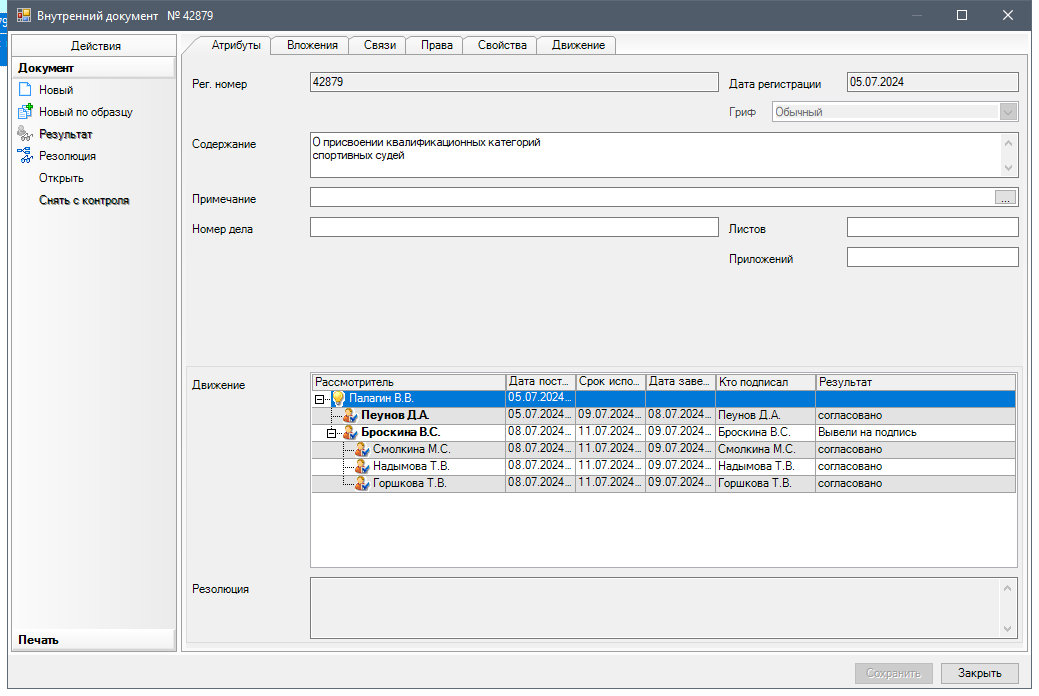 Внутренний документ № 42879
Действия
Документ
Новый
Новый по образцу
Результат
Резолюция
Открыть
Снять с контроля
Печать
Атрибуты Вложения Связи Права Свойства Движение
Рег. номер 42879 Дата регистрации 05.07.2024
Гриф Обычный
Содержание О присвоении квалификационных категорий
спортивных судей
Примечание ...
Номер дела Листов
Приложений
Движение
Рассмотритель Дата пост... Срок испо... Дата заве... Кто подписал Результат
Палагин В.В. 05.07.2024...
Пеунов Д.А. 05.07.2024... 09.07.2024... 08.07.2024... Пеунов Д.А. согласовано
Броскина В.С. 08.07.2024... 11.07.2024... 09.07.2024... Броскина В.С. Вывели на подпись
Смолкина М.С. 08.07.2024... 11.07.2024... 09.07.2024... Смолкина М.С. согласовано
Надымова Т.В. 08.07.2024... 11.07.2024... 09.07.2024... Надымова Т.В. согласовано
Горшкова Т.В. 08.07.2024... 11.07.2024... 09.07.2024... Горшкова Т.В. согласовано
Резолюция
Сохранить Закрыть